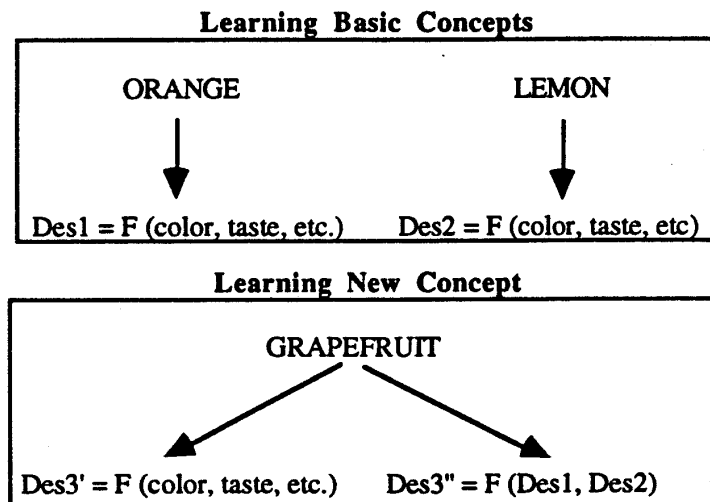 Learning Basic Concepts
ORANGE LEMON
Des1 = F (color, taste, etc.) Des2 = F (color, taste, etc)
Learning New Concept
GRAPEFRUIT
Des3' = F (color, taste, etc.) Des3" = F (Des1, Des2)